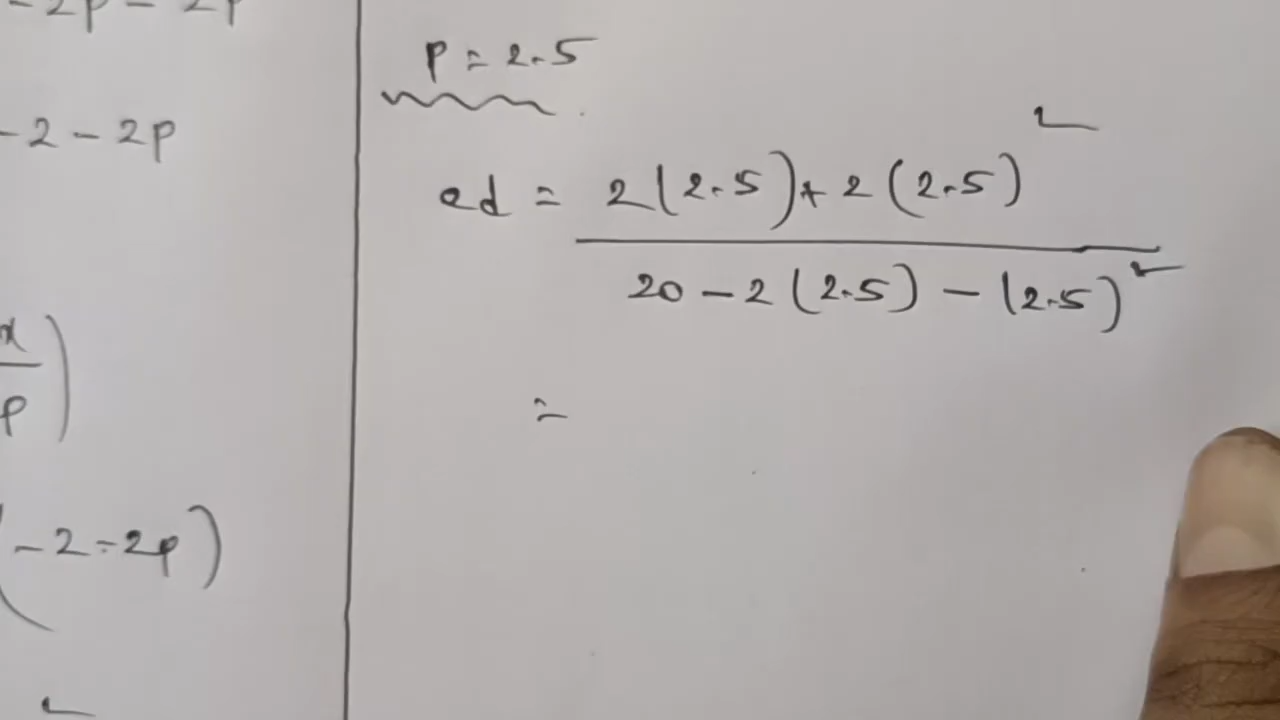 -2p - 2p
-2 - 2p
x
p )
(-2-2p)
2
p = 2.5
ed = 2(2.5)+2(2.5)²
20-2(2.5)-(2.5)²
=